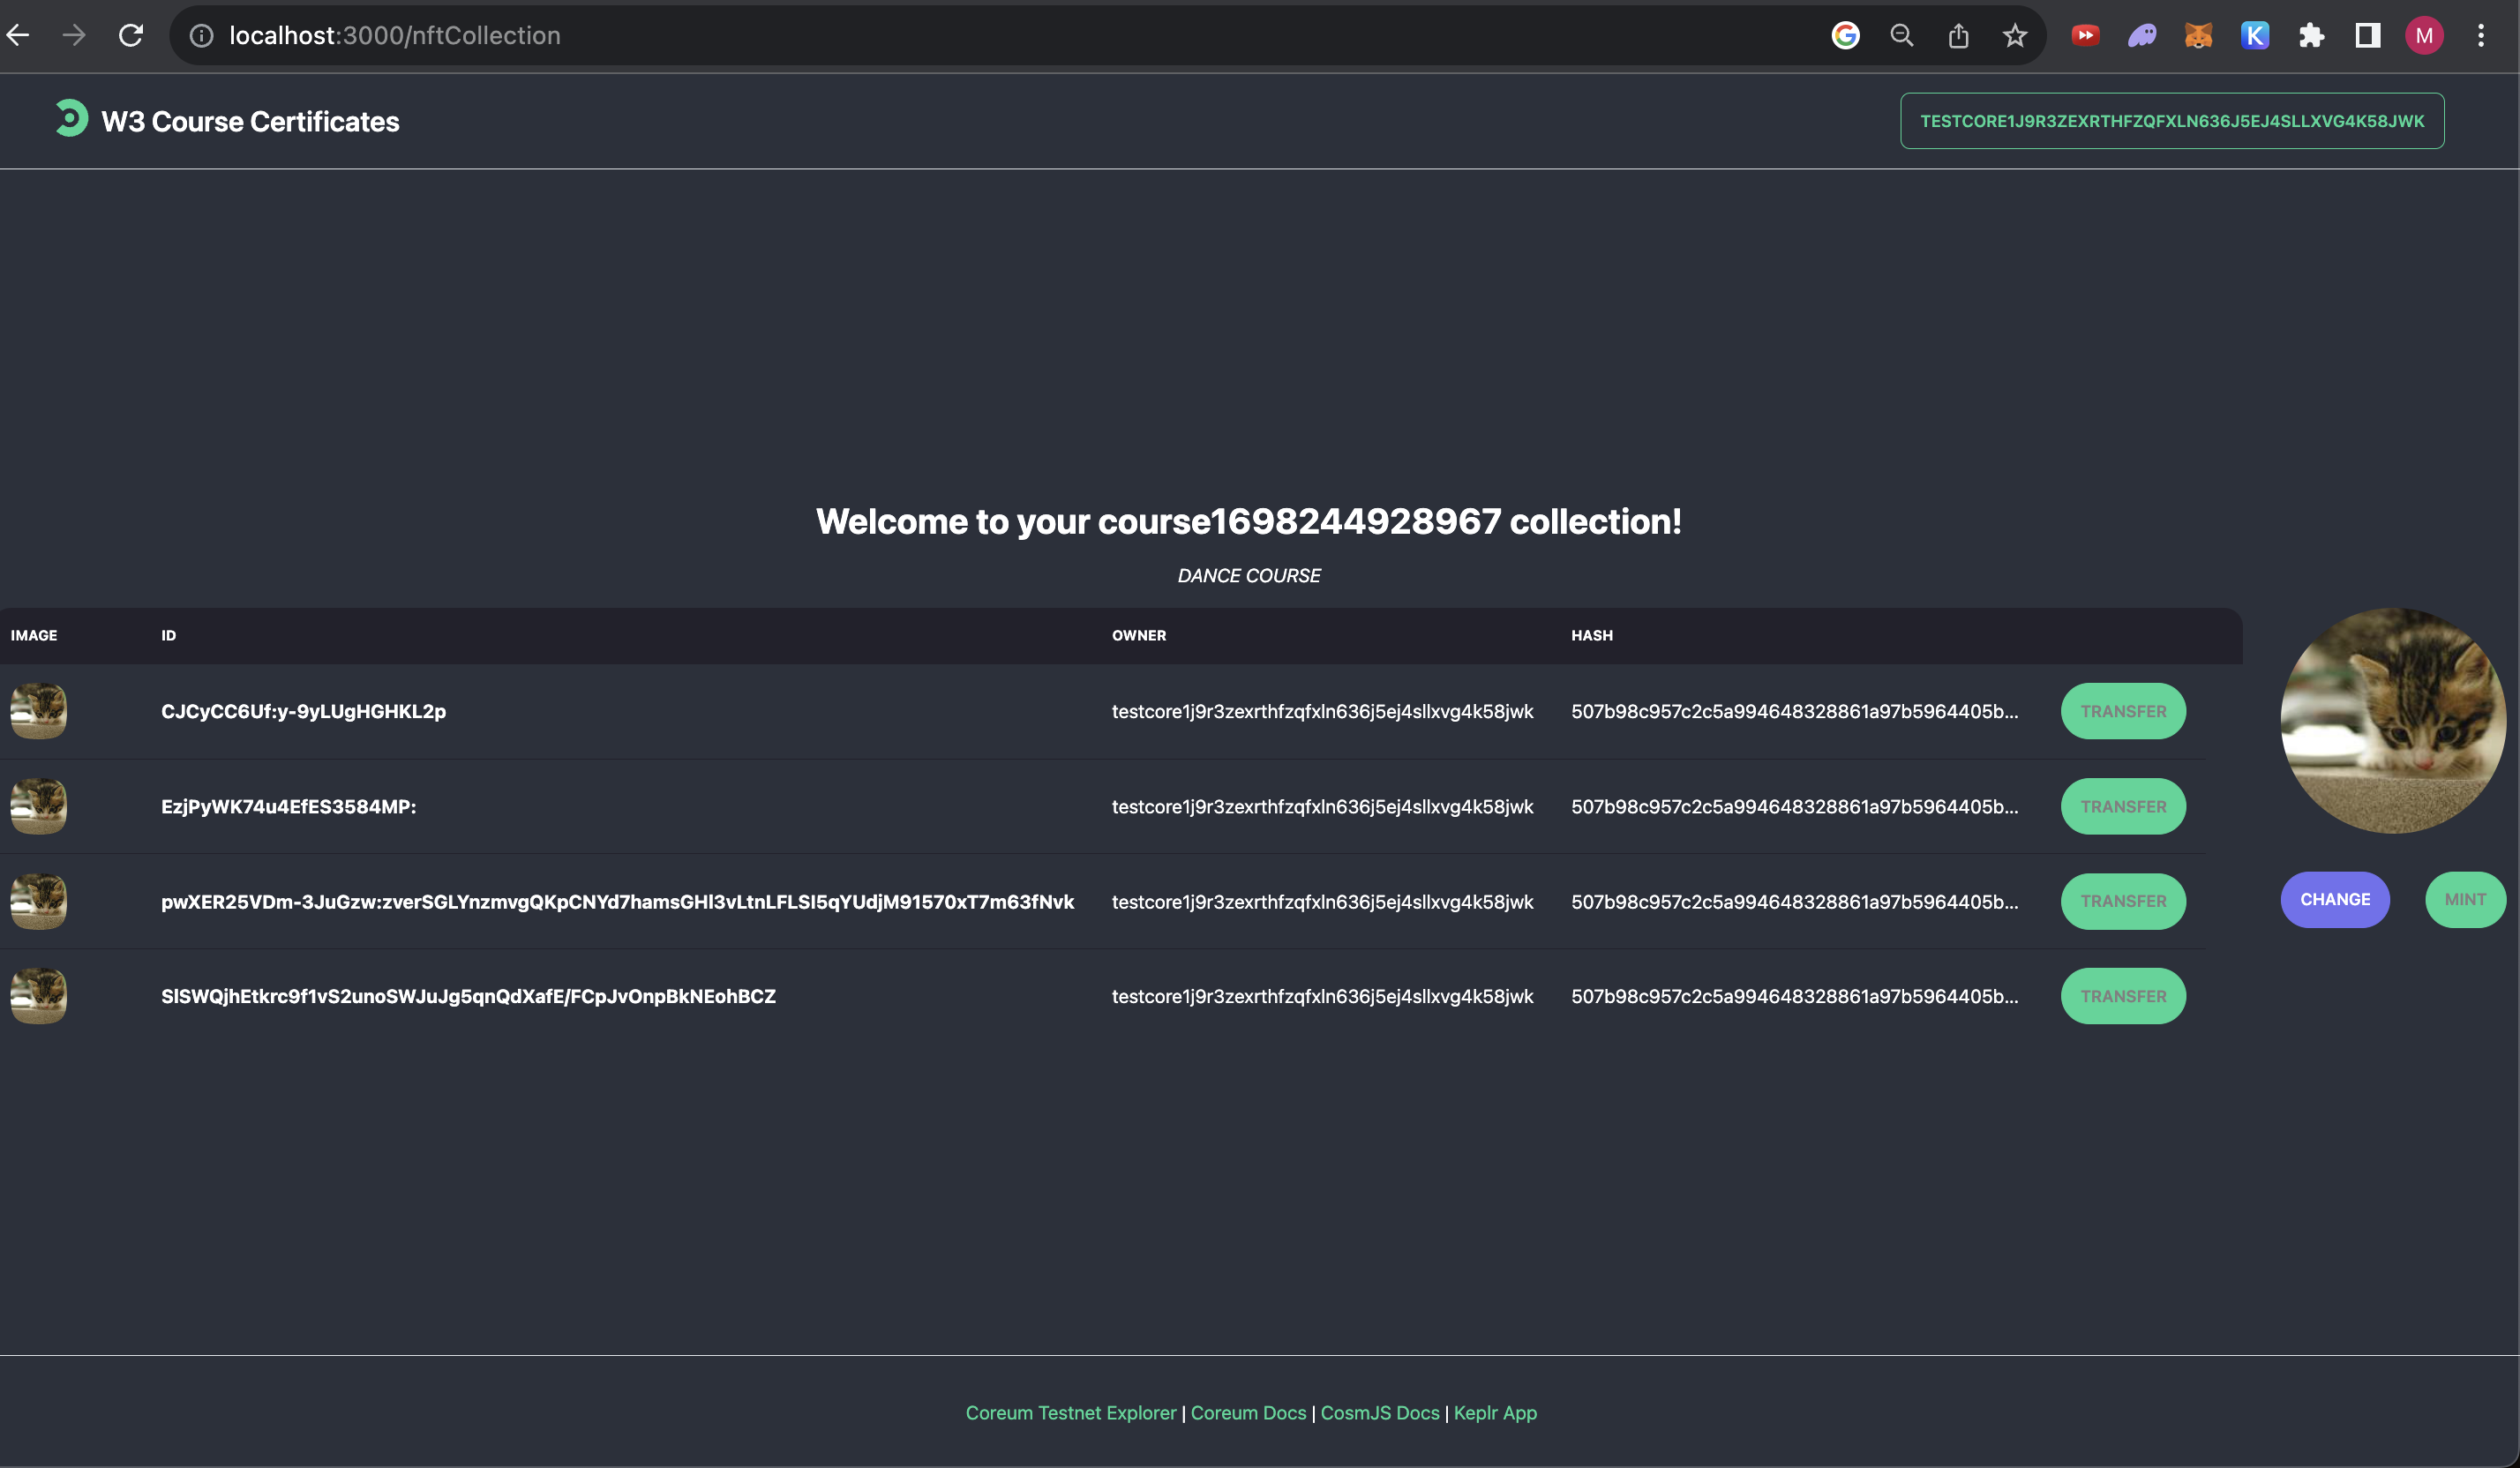 localhost:3000/nftCollection
K
M
W3 Course Certificates
TESTCORE1J9R3ZEXRTHFZQFXLN636J5EJ4SLLXVG4K58JWK
Welcome to your course1698244928967 collection!
DANCE COURSE
IMAGE ID OWNER HASH
CJCyCC6Uf:y-9yLUgHGHKL2p testcore1j9r3zexrthfzqfxln636j5ej4sllxvg4k58jwk 507b98c957c2c5a994648328861a97b5964405b... TRANSFER
EzjPyWK74u4EfES3584MP: testcore1j9r3zexrthfzqfxln636j5ej4sllxvg4k58jwk 507b98c957c2c5a994648328861a97b5964405b... TRANSFER
pwXER25VDm-3JuGzw:zverSGLYnzmvgQKpCNYd7hamsGHl3vLtnLFLSI5qYUdjM91570xT7m63fNvk testcore1j9r3zexrthfzqfxln636j5ej4sllxvg4k58jwk 507b98c957c2c5a994648328861a97b5964405b... TRANSFER
SlSWQjhEtkrc9f1vS2unoSWJuJg5qnQdXafE/FCpJvOnpBkNEohBCZ testcore1j9r3zexrthfzqfxln636j5ej4sllxvg4k58jwk 507b98c957c2c5a994648328861a97b5964405b... TRANSFER
CHANGE MINT
Coreum Testnet Explorer | Coreum Docs | CosmJS Docs | Keplr App